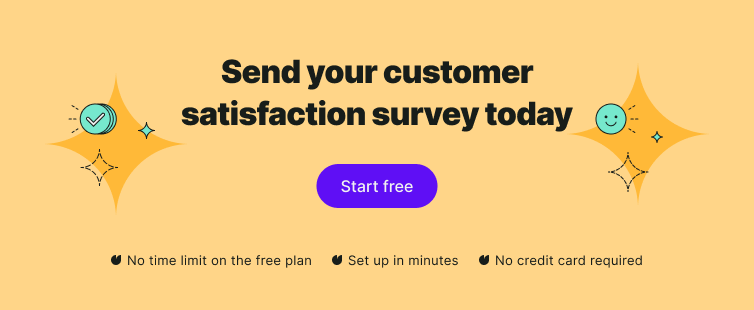 Send your customer
satisfaction survey today
Start free
No time limit on the free plan Set up in minutes No credit card required